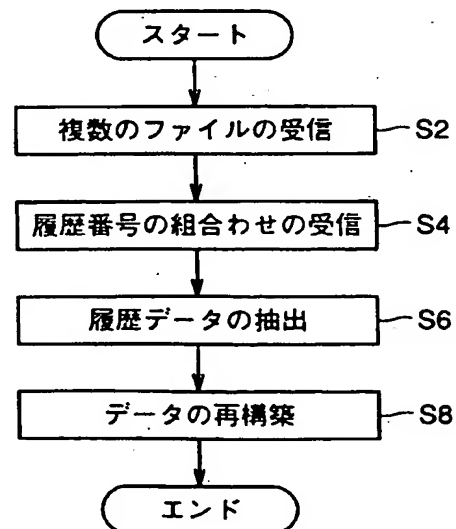 スタート
複数のファイルの受信 S2
履歴番号の組合わせの受信 S4
履歴データの抽出 S6
データの再構築 S8
エンド